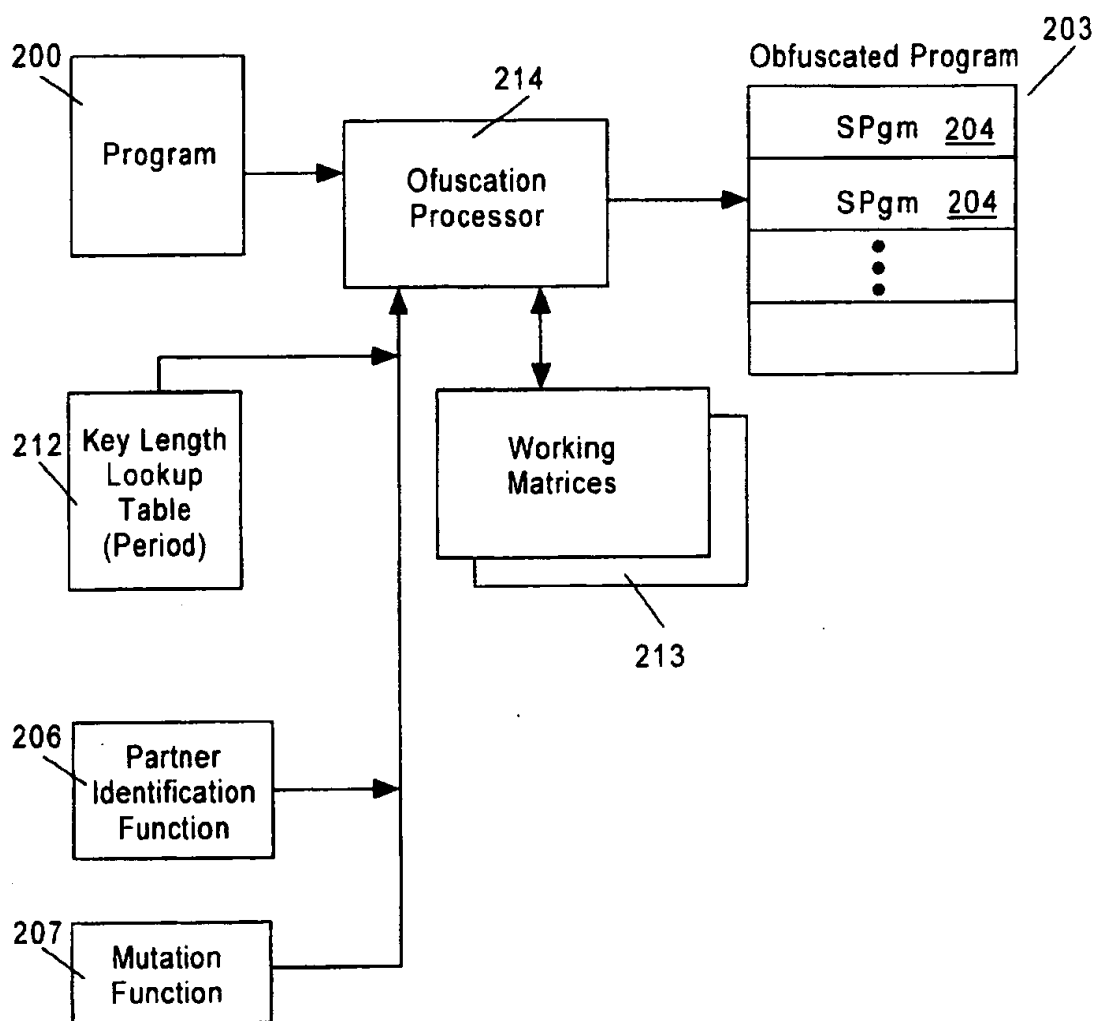 203
200
Obfuscated Program
214
SPgm 204
Program
Ofuscation
Processor
SPgm 204
212
Key Length
Lookup
Table
(Period)
Working
Matrices
213
206
Partner
Identification
Function
207
Mutation
Function